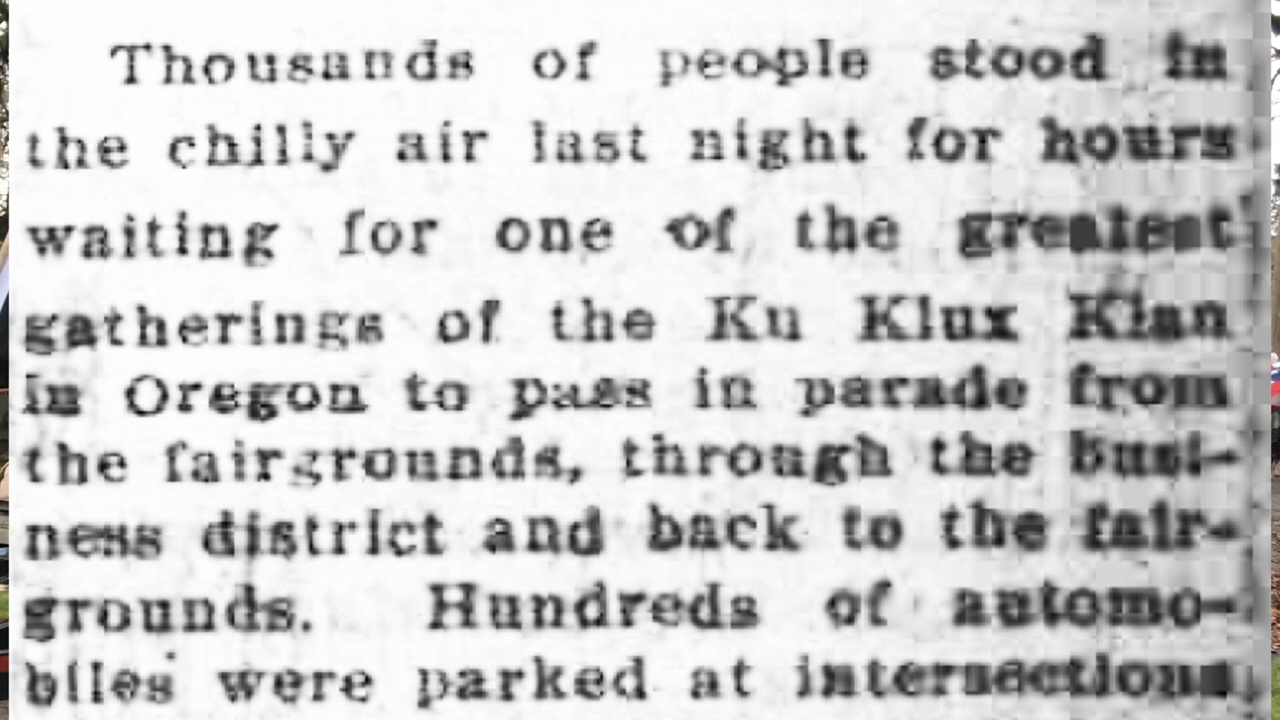 Thousands of people stood in
the chilly air last night for hours
waiting for one of the greatest
gatherings of the Ku Klux Klan
in Oregon to pass in parade from
the fairgrounds, through the busi-
ness district and back to the fair-
grounds. Hundreds of automo-
biles were parked at intersections